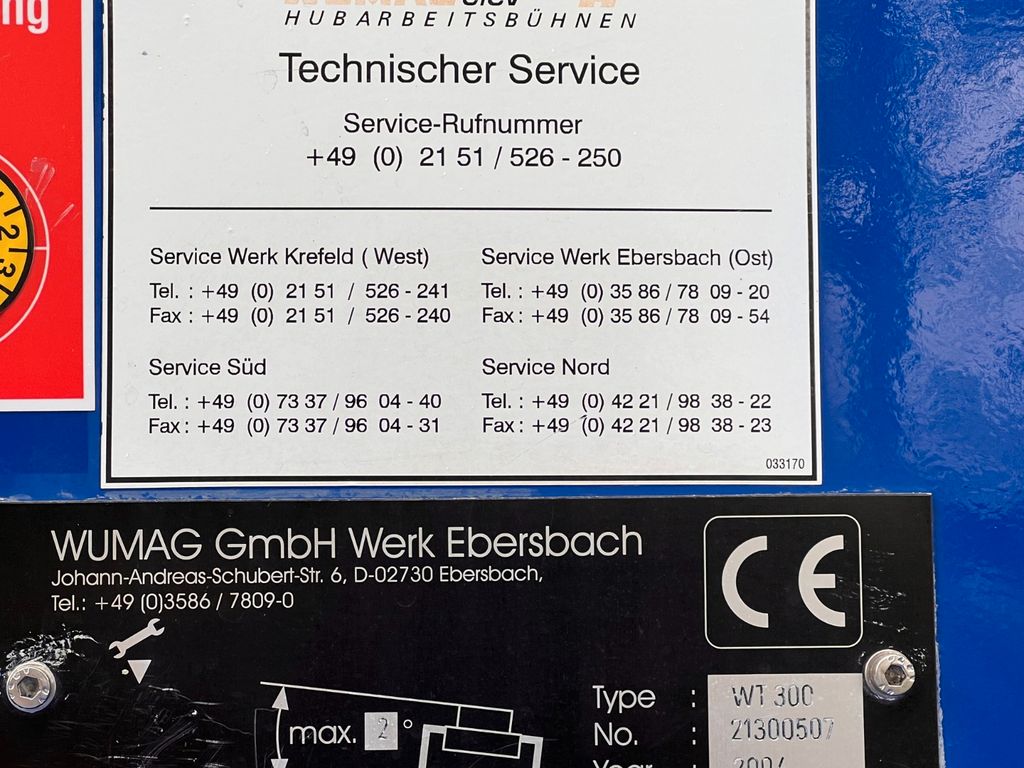 ng
HUBARBEITSBÜHNEN
Technischer Service
Service-Rufnummer
+49 (0) 21 51 / 526 - 250
Service Werk Krefeld ( West)
Tel. : +49 (0) 21 51 / 526 - 241
Fax : +49 (0) 21 51 / 526 - 240
Service Werk Ebersbach (Ost)
Tel. : +49 (0) 35 86 / 78 09 - 20
Fax : +49 (0) 35 86 / 78 09 - 54
Service Süd
Tel. : +49 (0) 73 37 / 96 04 - 40
Fax : +49 (0) 73 37 / 96 04 - 31
Service Nord
Tel. : +49 (0) 42 21 / 98 38 - 22
Fax : +49 (0) 42 21 / 98 38 - 23
033170
2
3
WUMAG GmbH Werk Ebersbach
Johann-Andreas-Schubert-Str. 6, D-02730 Ebersbach,
Tel.: +49 (0)3586 / 7809-0
CE
max. 2 °
Type : WT 300
No. : 21300507
Year